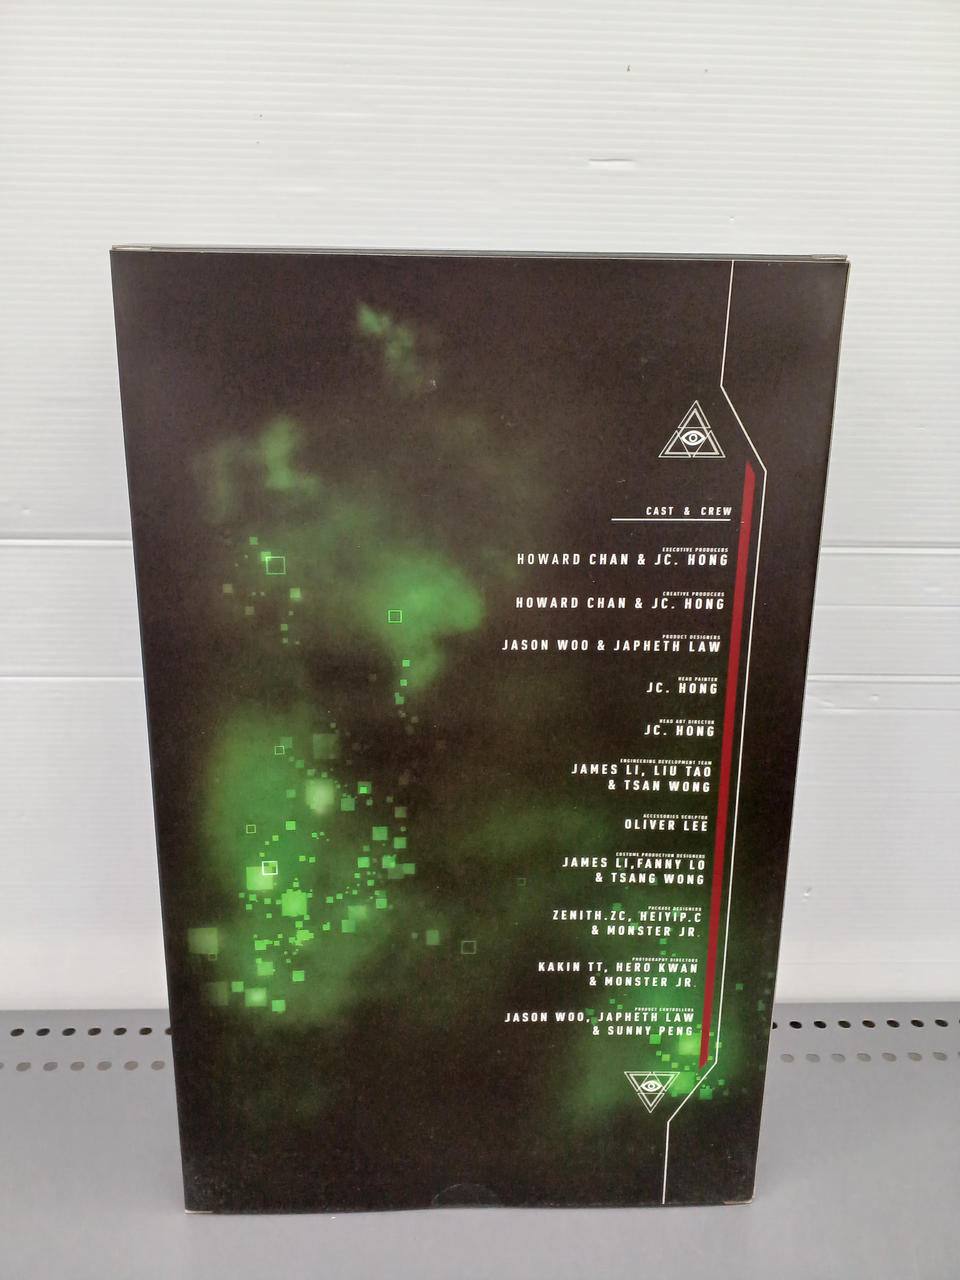 CAST & CREW
EXECUTIVE PRODUCERS
HOWARD CHAN & JC. HONG
CREATIVE PRODUCERS
HOWARD CHAN & JC. HONG
PRODUCT DESIGNERS
JASON WOO & JAPHETH LAW
HEAD PAINTER
JC. HONG
HEAD ART DIRECTOR
JC. HONG
ENGINEERING DEVELOPMENT TEAM
JAMES LI, LIU TAO
& TSAN WONG
ACCESSORIES SCULPTOR
OLIVER LEE
COSTUME PRODUCTION DESIGNERS
JAMES LI,FANNY LO
& TSANG WONG
PACKAGE DESIGNERS
ZENITH.ZC, HEIYIP.C
& MONSTER JR.
PHOTOGRAPHY DIRECTORS
KAKIN TT, HERO KWAN
& MONSTER JR.
PRODUCT CONTROLLERS
JASON WOO, JAPHETH LAW
& SUNNY PENG